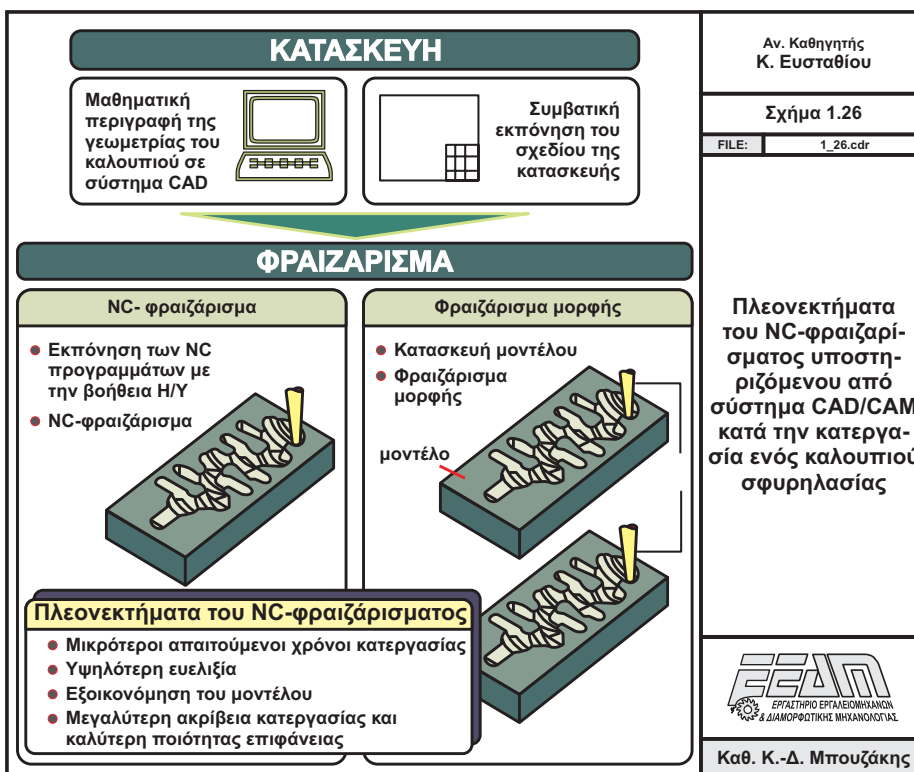 ΚΑΤΑΣΚΕΥΗ
Μαθηματική
περιγραφή της
γεωμετρίας του
καλουπιού σε
σύστημα CAD
Συμβατική
εκπόνηση του
σχεδίου της
κατασκευής
ΦΡΑΙΖΑΡΙΣΜΑ
NC- φραιζάρισμα
Εκπόνηση των NC
προγραμμάτων με
την βοήθεια Η/Υ
NC-φραιζάρισμα
Φραιζάρισμα μορφής
Κατασκευή μοντέλου
Φραιζάρισμα
μορφής
μοντέλο
Πλεονεκτήματα του NC-φραιζάρισματος
Μικρότεροι απαιτούμενοι χρόνοι κατεργασίας
Υψηλότερη ευελιξία
Εξοικονόμηση του μοντέλου
Μεγαλύτερη ακρίβεια κατεργασίας και
καλύτερη ποιότητας επιφάνειας
Αν. Καθηγητής
Κ. Ευσταθίου
Σχήμα 1.26
FILE: 1_26.cdr
Πλεονεκτήματα
του NC-φραιζαρί-
σματος υποστη-
ριζόμενου από
σύστημα CAD/CAM
κατά την κατεργα-
σία ενός καλουπιού
σφυρηλασίας
ΕΕΔΜ
ΕΡΓΑΣΤΗΡΙΟ ΕΡΓΑΛΕΙΟΜΗΧΑΝΩΝ
& ΔΙΑΜΟΡΦΩΤΙΚΗΣ ΜΗΧΑΝΟΛΟΓΙΑΣ
Καθ. Κ.-Δ. Μπουζάκης